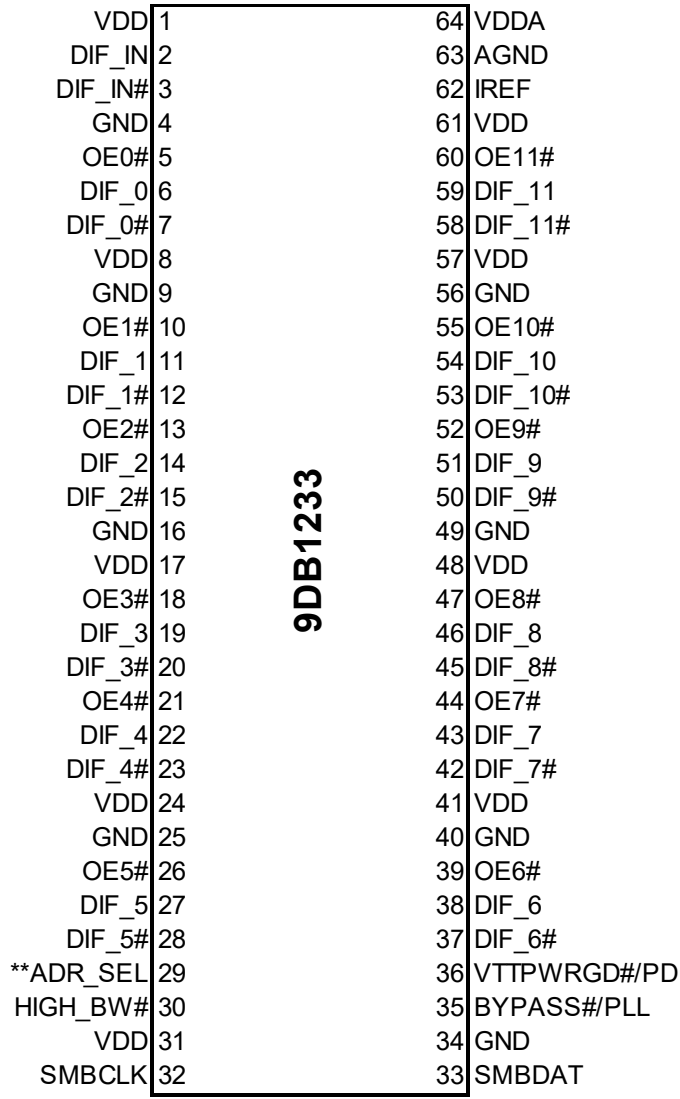 VDD 1 64 VDDA
DIF_IN 2 63 AGND
DIF_IN# 3 62 IREF
GND 4 61 VDD
OE0# 5 60 OE11#
DIF_0 6 59 DIF_11
DIF_0# 7 58 DIF_11#
VDD 8 57 VDD
GND 9 56 GND
OE1# 10 55 OE10#
DIF_1 11 54 DIF_10
DIF_1# 12 53 DIF_10#
OE2# 13 52 OE9#
DIF_2 14 51 DIF_9
DIF_2# 15 50 DIF_9#
GND 16 49 GND
VDD 17 48 VDD
OE3# 18 47 OE8#
DIF_3 19 46 DIF_8
DIF_3# 20 45 DIF_8#
OE4# 21 44 OE7#
DIF_4 22 43 DIF_7
DIF_4# 23 42 DIF_7#
VDD 24 41 VDD
GND 25 40 GND
OE5# 26 39 OE6#
DIF_5 27 38 DIF_6
DIF_5# 28 37 DIF_6#
**ADR_SEL 29 36 VTTPWRGD#/PD
HIGH_BW# 30 35 BYPASS#/PLL
VDD 31 34 GND
SMBCLK 32 33 SMBDAT
9DB1233